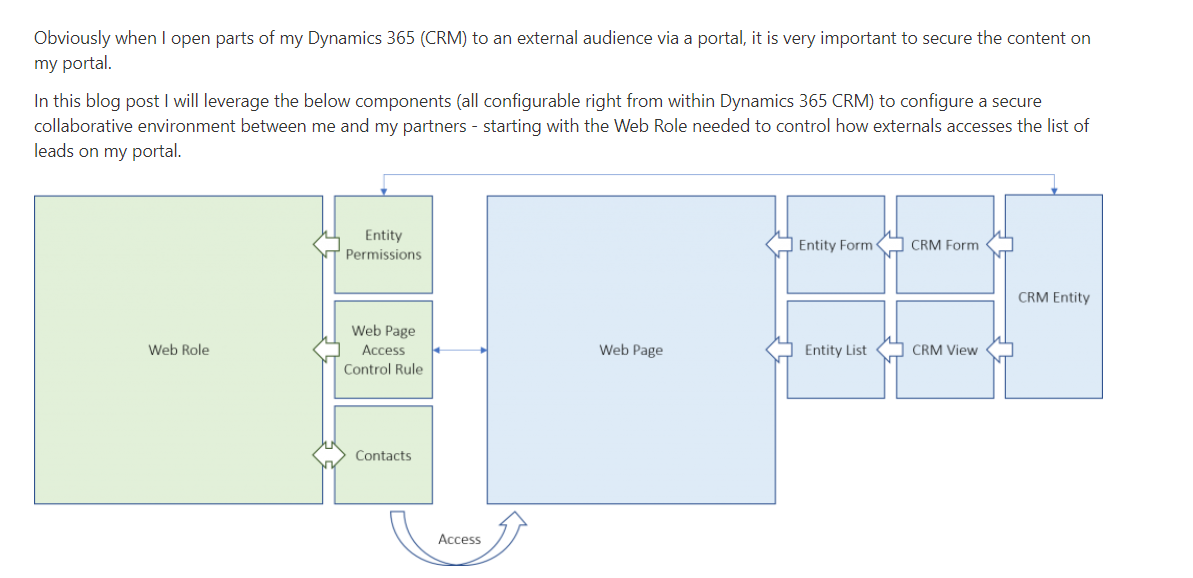 Obviously when I open parts of my Dynamics 365 (CRM) to an external audience via a portal, it is very important to secure the content on
my portal.
In this blog post I will leverage the below components (all configurable right from within Dynamics 365 CRM) to configure a secure
collaborative environment between me and my partners - starting with the Web Role needed to control how externals accesses the list of
leads on my portal.
Web Role
Entity
Permissions
Web Page
Access
Control Rule
Contacts
Access
Web Page
Entity Form
CRM Form
Entity List
CRM View
CRM Entity